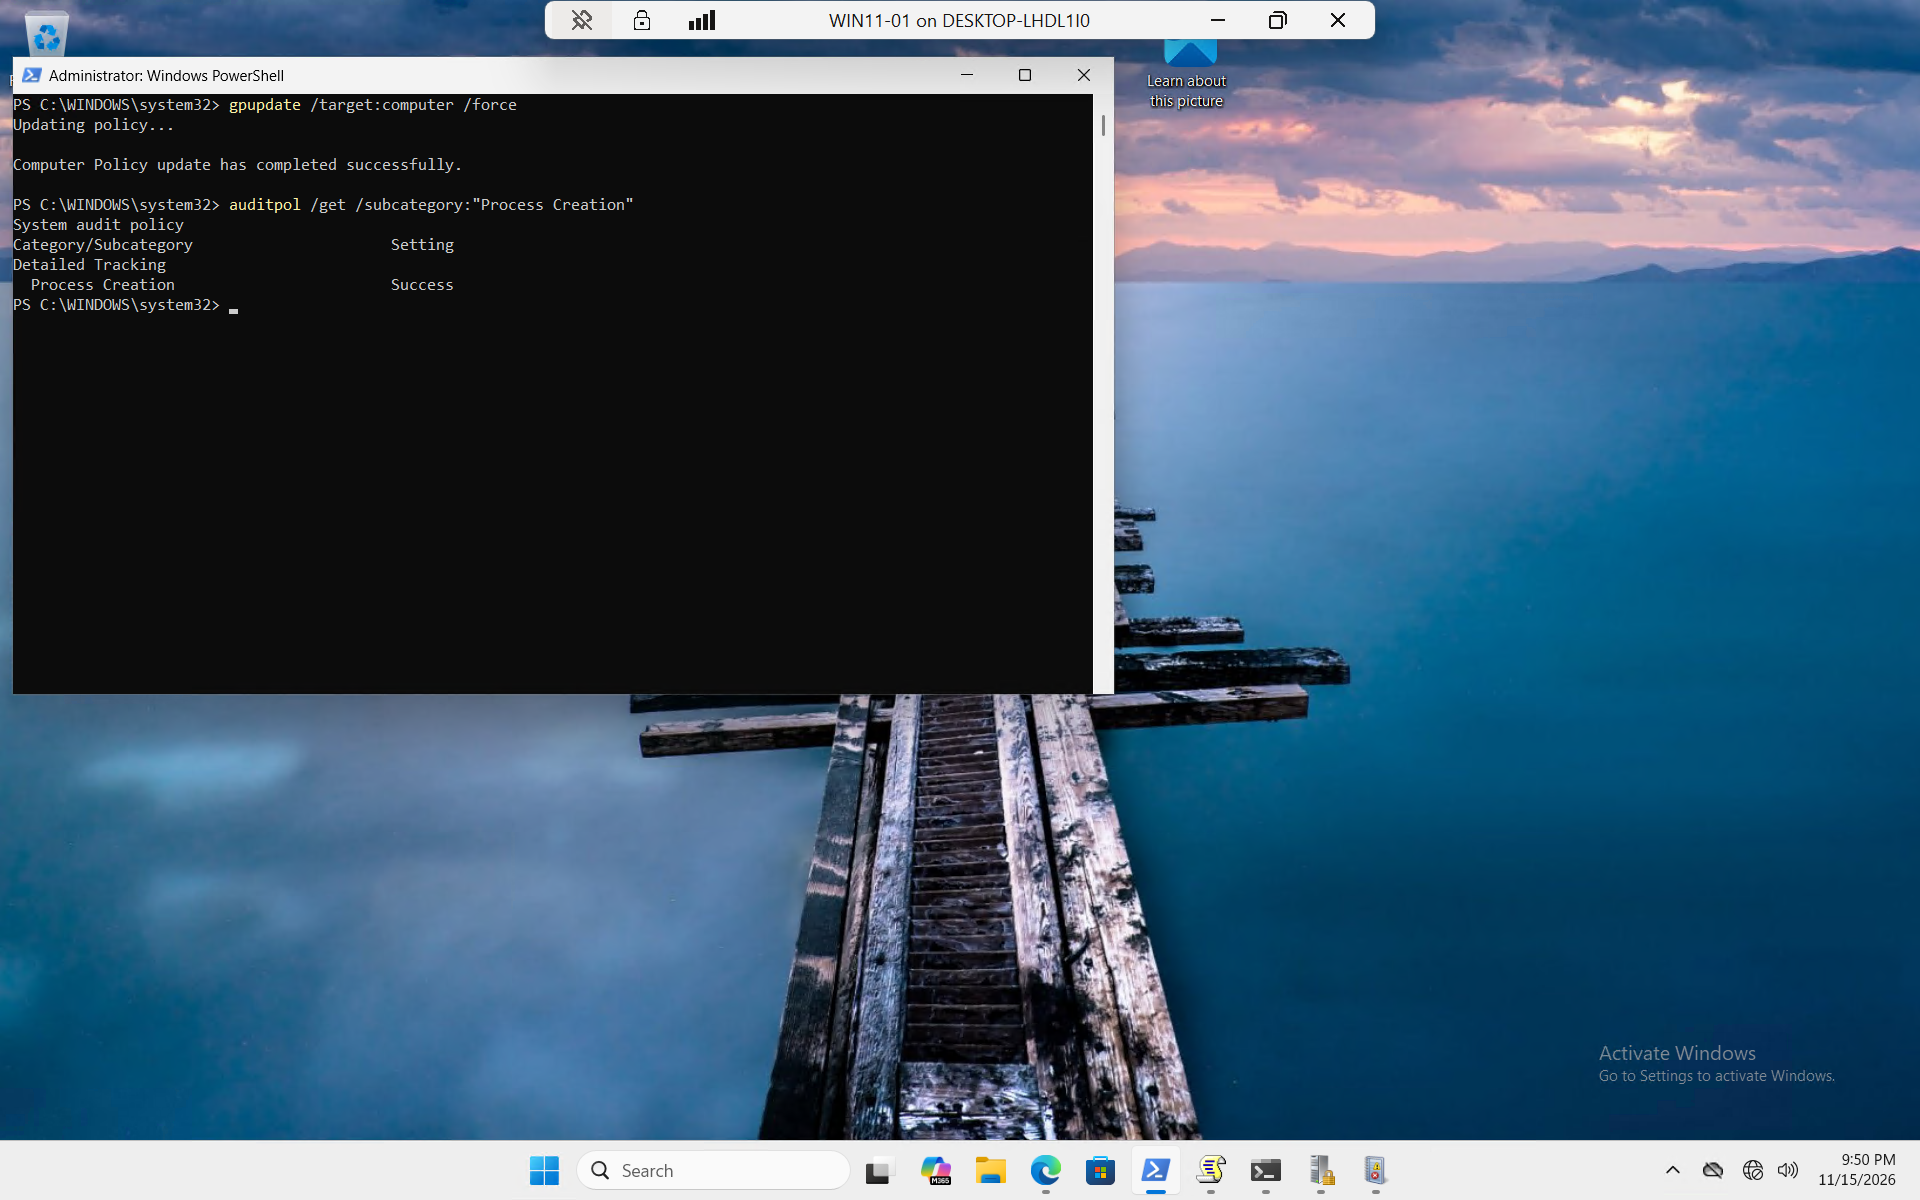 WIN11-01 on DESKTOP-LHDL1I0
Administrator: Windows PowerShell
Learn about
this picture
PS C:\WINDOWS\system32> gpupdate /target:computer /force
Updating policy...
Computer Policy update has completed successfully.
PS C:\WINDOWS\system32> auditpol /get /subcategory:"Process Creation"
System audit policy
Category/Subcategory Setting
Detailed Tracking
Process Creation Success
PS C:\WINDOWS\system32>
Activate Windows
Go to Settings to activate Windows.
Search
M365
9:50 PM
11/15/2026